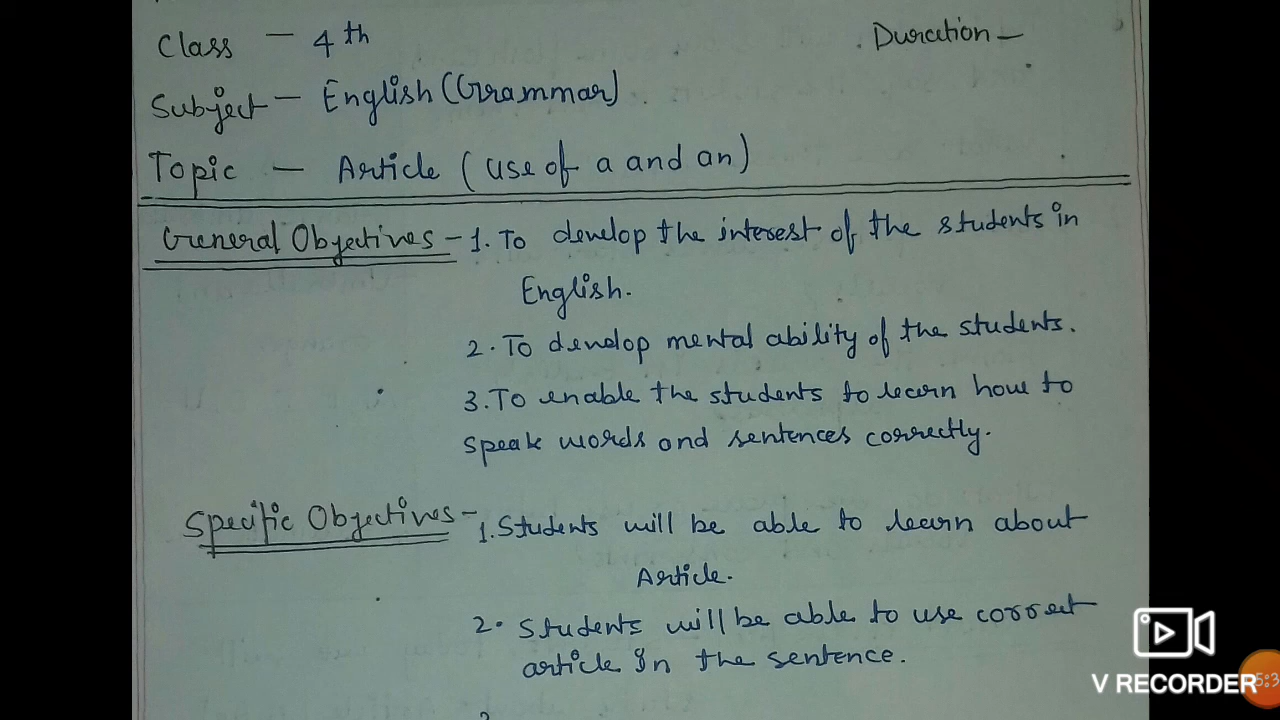 Class — 4th
Duration —
Subject — English (Grammar)
Topic — Article (use of a and an)
General Objectives - 1. To develop the interest of the students in
English.
2. To develop mental ability of the students.
3. To enable the students to learn how to
speak words and sentences correctly.
Specific Objectives - 1. Students will be able to learn about
Article.
2. Students will be able to use correct
article in the sentence.
V RECORDER